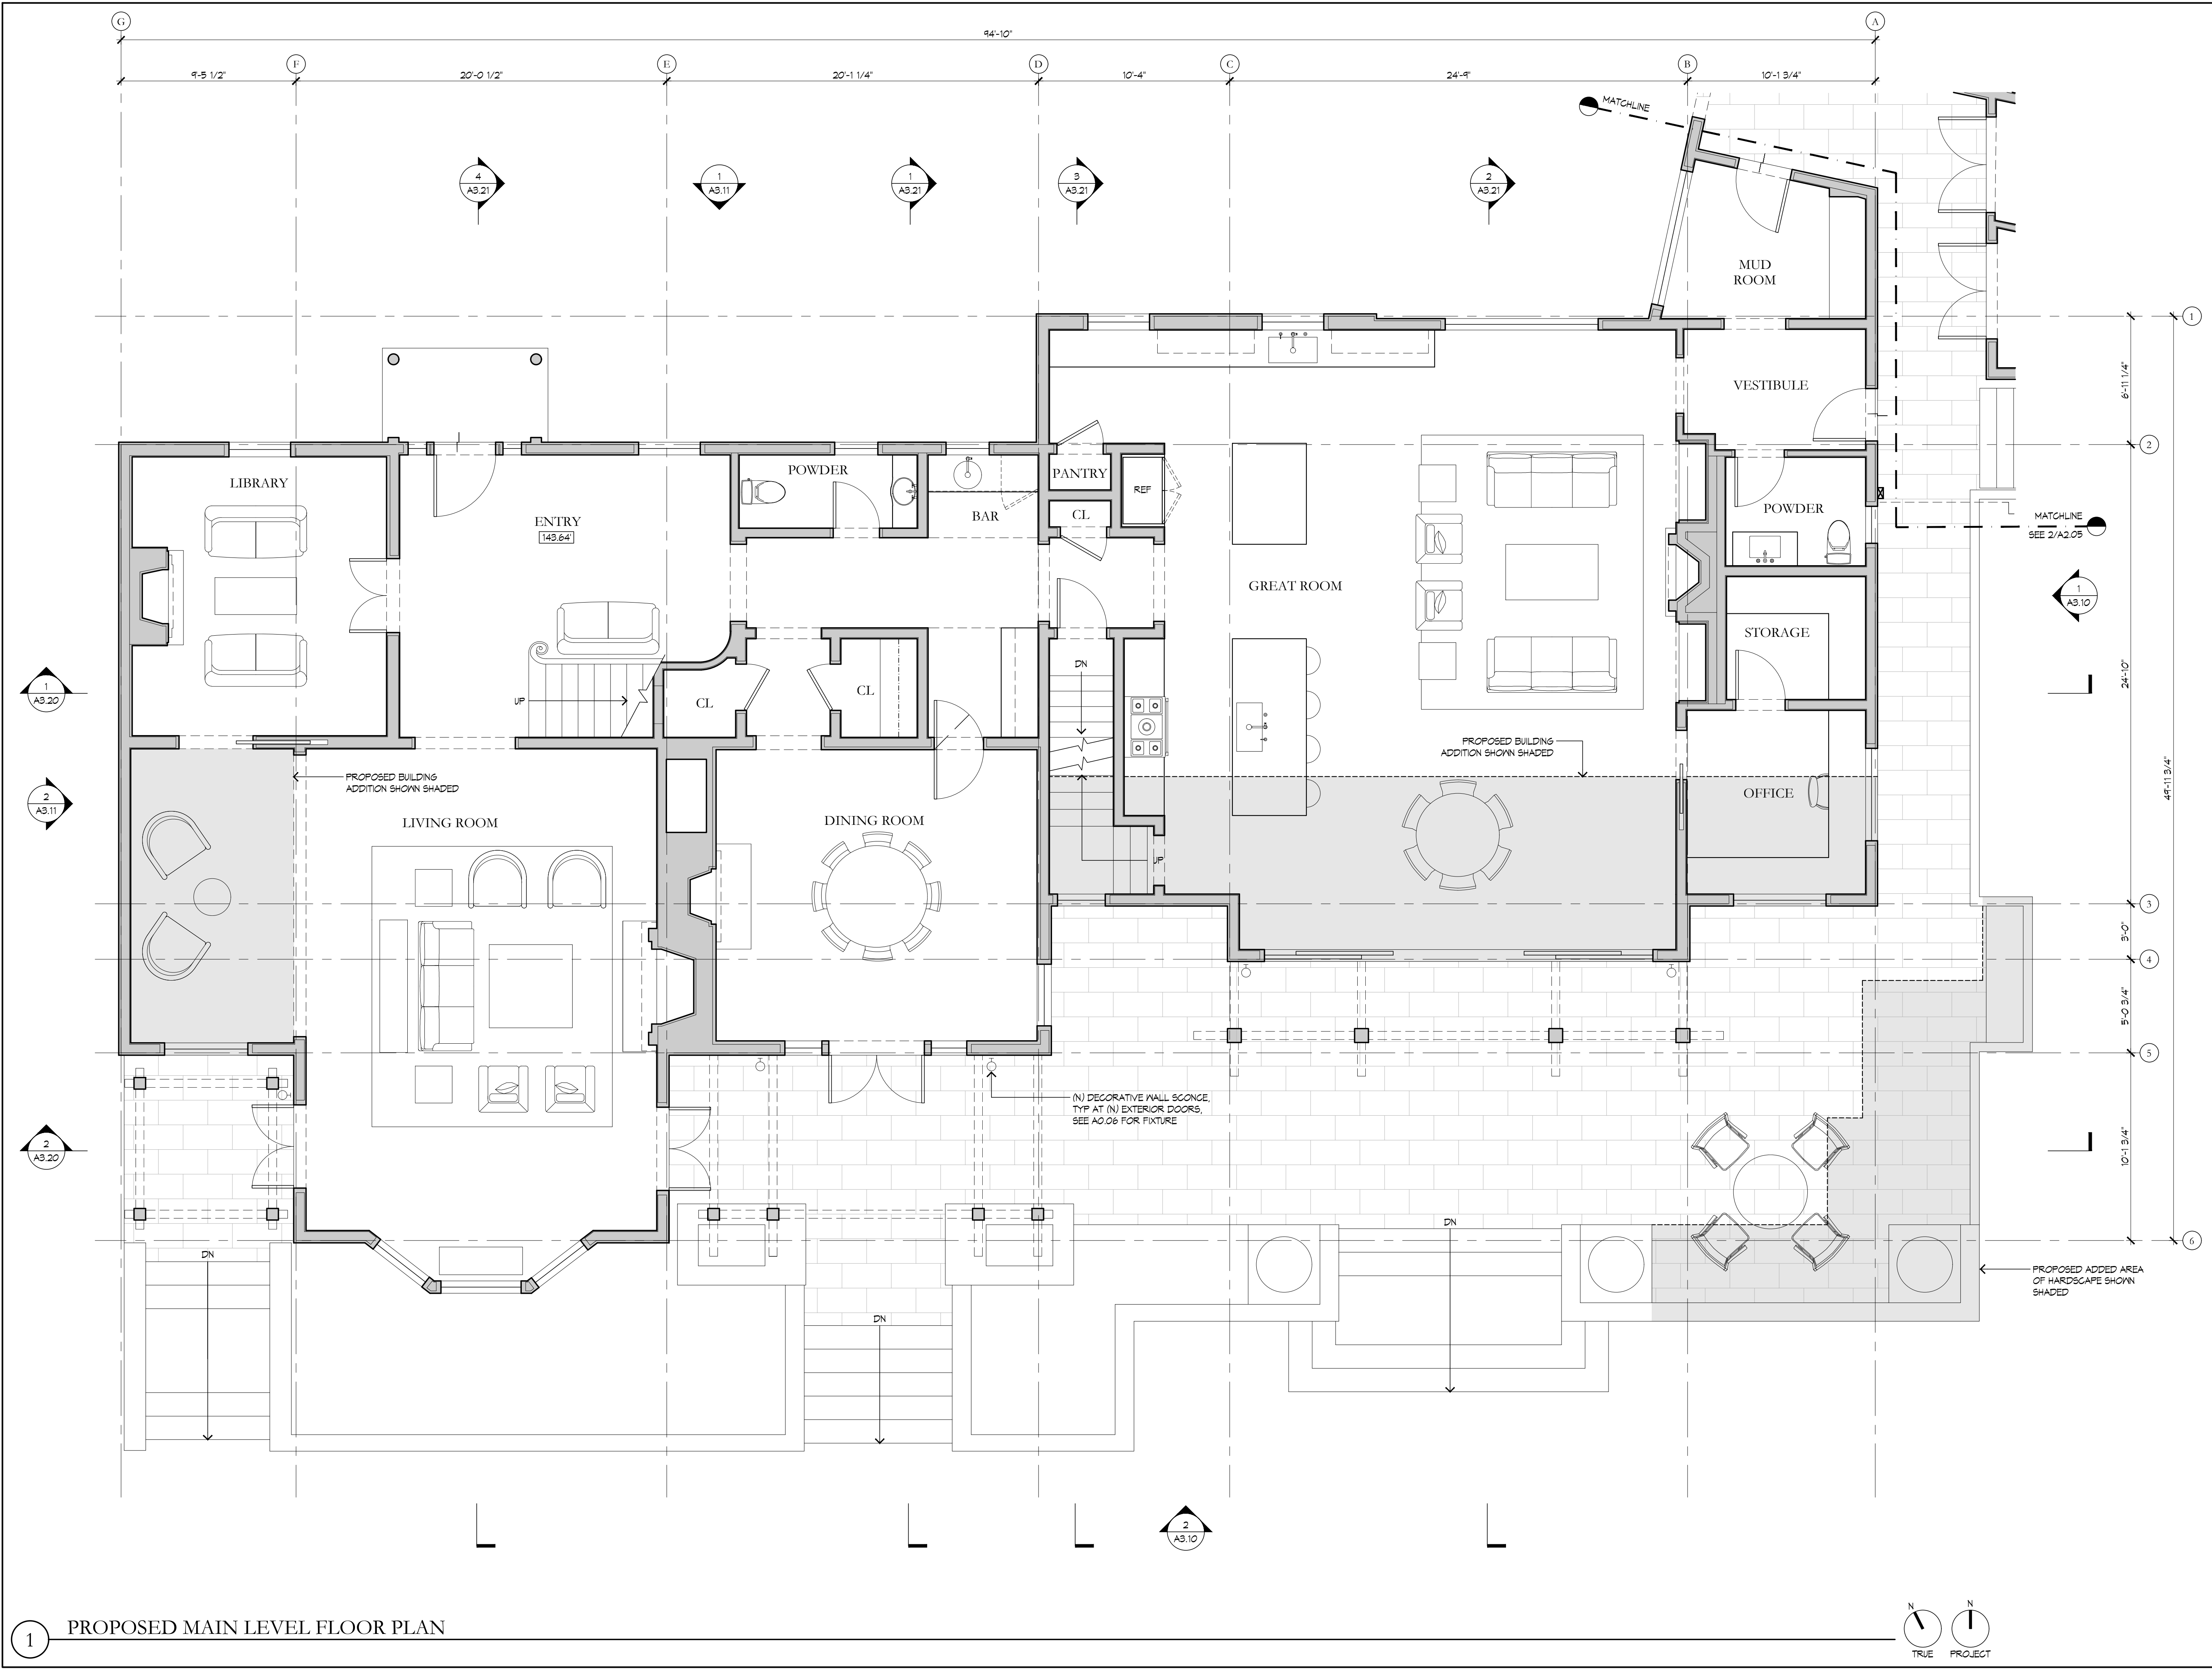 G
A
94'-10"
F
E
D
C
B
9'-5 1/2"
20'-0 1/2"
20'-1 1/4"
10'-4"
24'-9"
10'-1 3/4"
MATCHLINE
4
A3.21
1
A3.11
1
A3.21
3
A3.21
2
A3.21
MUD
ROOM
1
6'-11 1/4"
VESTIBULE
2
LIBRARY
POWDER
PANTRY
REF
BAR
CL
ENTRY
143.64'
POWDER
MATCHLINE
SEE 2/A2.05
GREAT ROOM
1
A3.10
STORAGE
DN
24'-10"
1
A3.20
UP
CL
CL
PROPOSED BUILDING
ADDITION SHOWN SHADED
PROPOSED BUILDING
ADDITION SHOWN SHADED
2
A3.11
OFFICE
49'-11 3/4"
LIVING ROOM
DINING ROOM
UP
3
3'-0"
4
5'-0 3/4"
5
(N) DECORATIVE WALL SCONCE,
TYP AT (N) EXTERIOR DOORS,
SEE A0.06 FOR FIXTURE
2
A3.20
10'-1 3/4"
DN
DN
6
PROPOSED ADDED AREA
OF HARDSCAPE SHOWN
SHADED
DN
2
A3.10
1
PROPOSED MAIN LEVEL FLOOR PLAN
N
TRUE
N
PROJECT